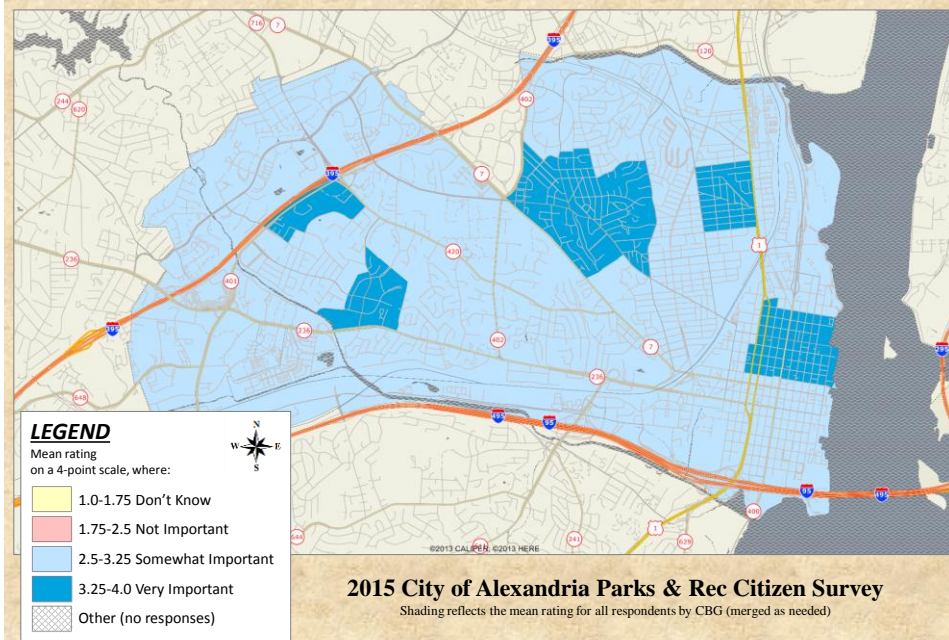 395
716
7
120
402
244
620
7
395
236
420
1
401
395
236
402
7
236
395
648
495
95
LEGEND
Mean rating
on a 4-point scale, where:
N
W E
S
1.0-1.75 Don't Know
1.75-2.5 Not Important
2.5-3.25 Somewhat Important
3.25-4.0 Very Important
Other (no responses)
95
495
400
1
644
241
629
©2013 CALIPER, ©2013 HERE
2015 City of Alexandria Parks & Rec Citizen Survey
Shading reflects the mean rating for all respondents by CBG (merged as needed)